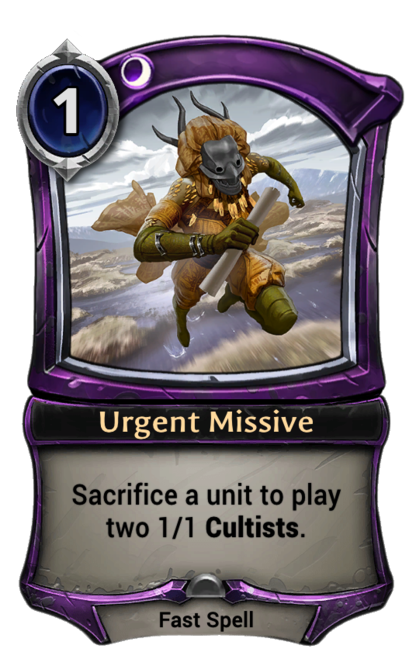 1
Urgent Missive
Sacrifice a unit to play
two 1/1 Cultists.
Fast Spell